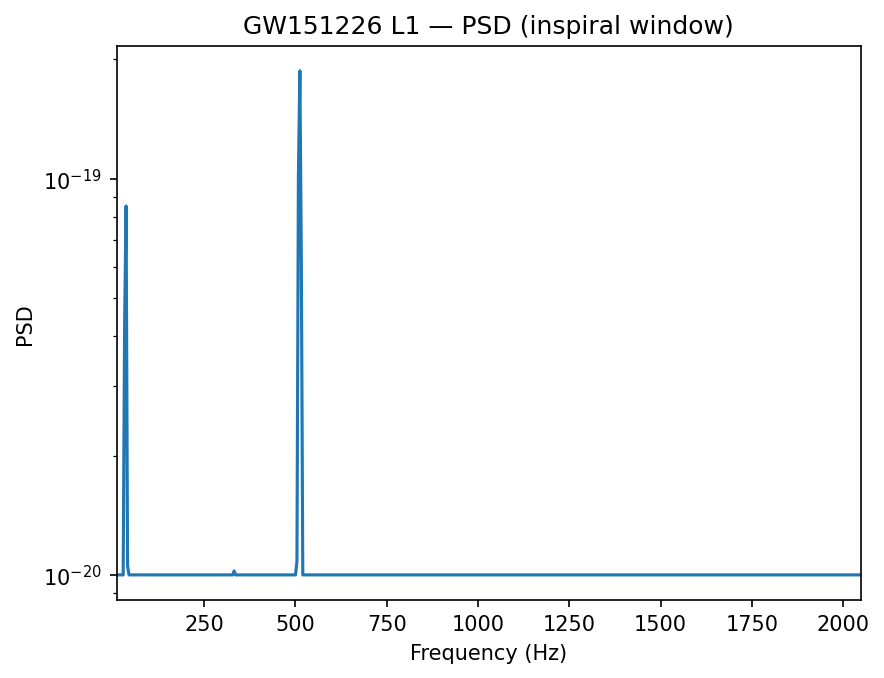 GW151226 L1 — PSD (inspiral window)
PSD
10⁻¹⁹
10⁻²⁰
250 500 750 1000 1250 1500 1750 2000
Frequency (Hz)